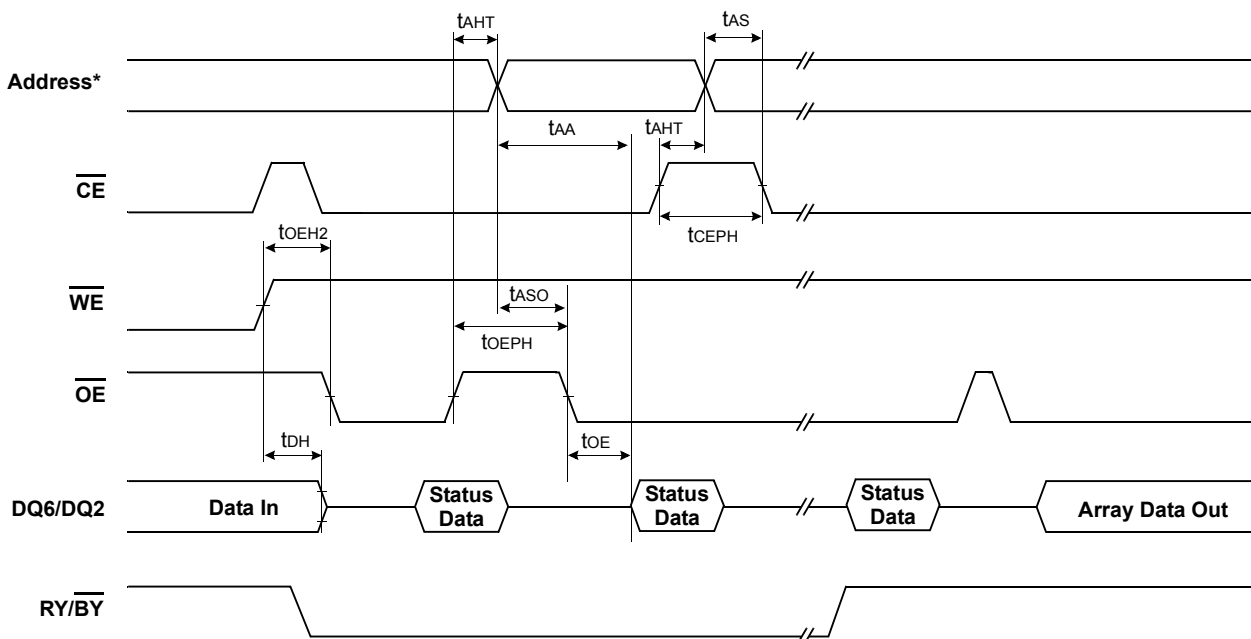 tAHT
tAS
Address*
tAA
tAHT
CE
tCEPH
tOEH2
WE
tASO
tOEPH
OE
tDH
tOE
DQ6/DQ2
Data In
Status
Data
Status
Data
Status
Data
Array Data Out
RY/BY